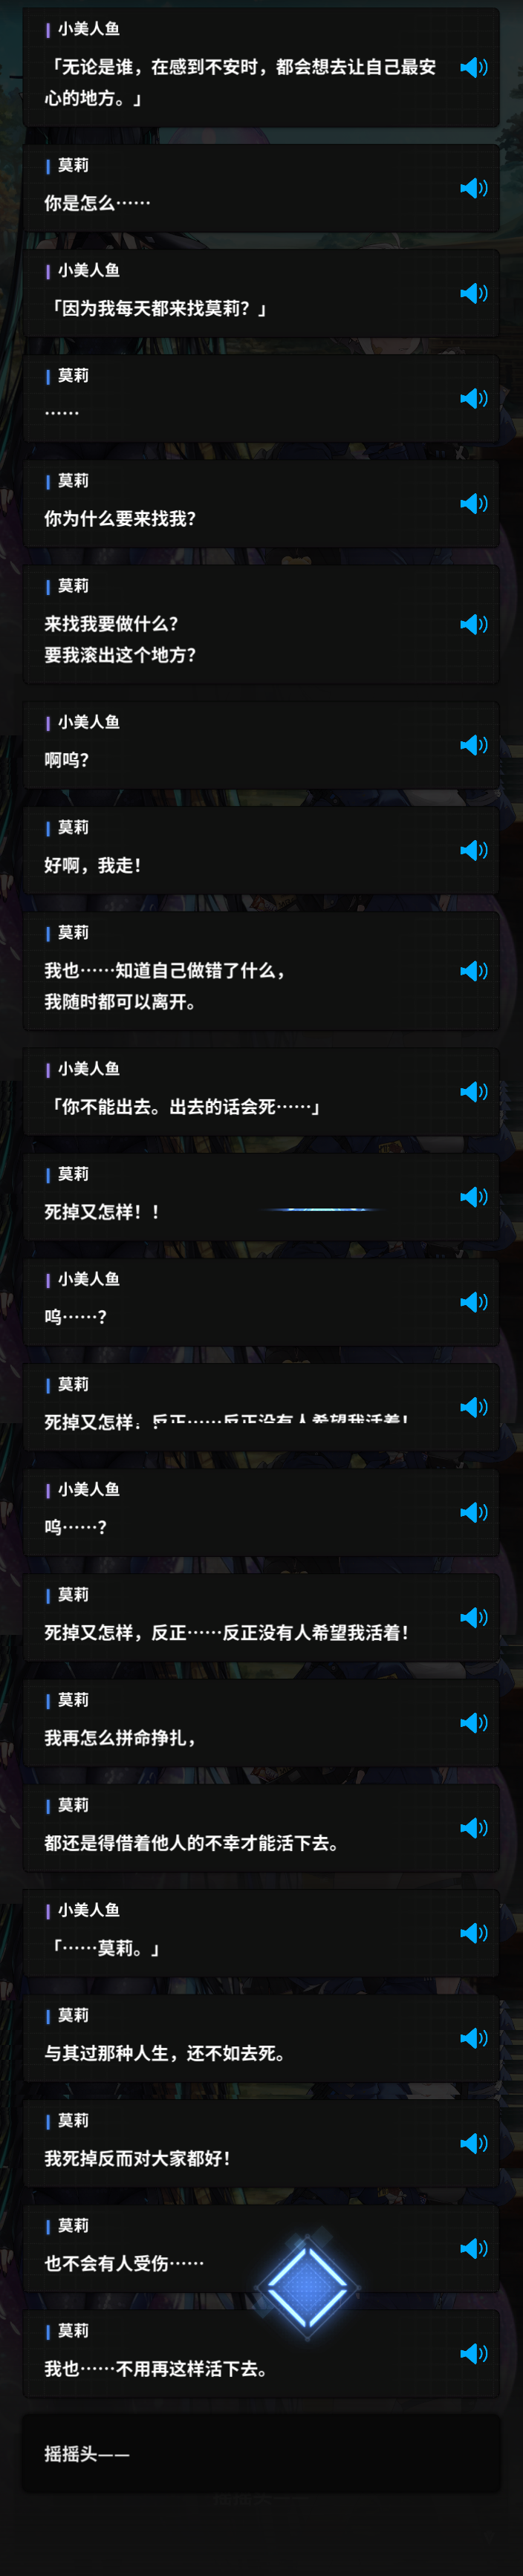 小美人鱼
「无论是谁，在感到不安时，都会想去让自己最安
心的地方。」
莫莉
你是怎么……
小美人鱼
「因为我每天都来找莫莉？」
莫莉
……
莫莉
你为什么要来找我？
莫莉
来找我要做什么？
要我滚出这个地方？
小美人鱼
啊呜？
莫莉
好啊，我走！
莫莉
我也……知道自己做错了什么，
我随时都可以离开。
小美人鱼
「你不能出去。出去的话会死……」
莫莉
死掉又怎样！！
小美人鱼
呜……？
莫莉
死掉又怎样，反正……反正没有人希望我活着！
小美人鱼
呜……？
莫莉
死掉又怎样，反正……反正没有人希望我活着！
莫莉
我再怎么拼命挣扎，
莫莉
都还是得借着他人的不幸才能活下去。
小美人鱼
「……莫莉。」
莫莉
与其过那种人生，还不如去死。
莫莉
我死掉反而对大家都好！
莫莉
也不会有人受伤……
莫莉
我也……不用再这样活下去。
摇摇头——